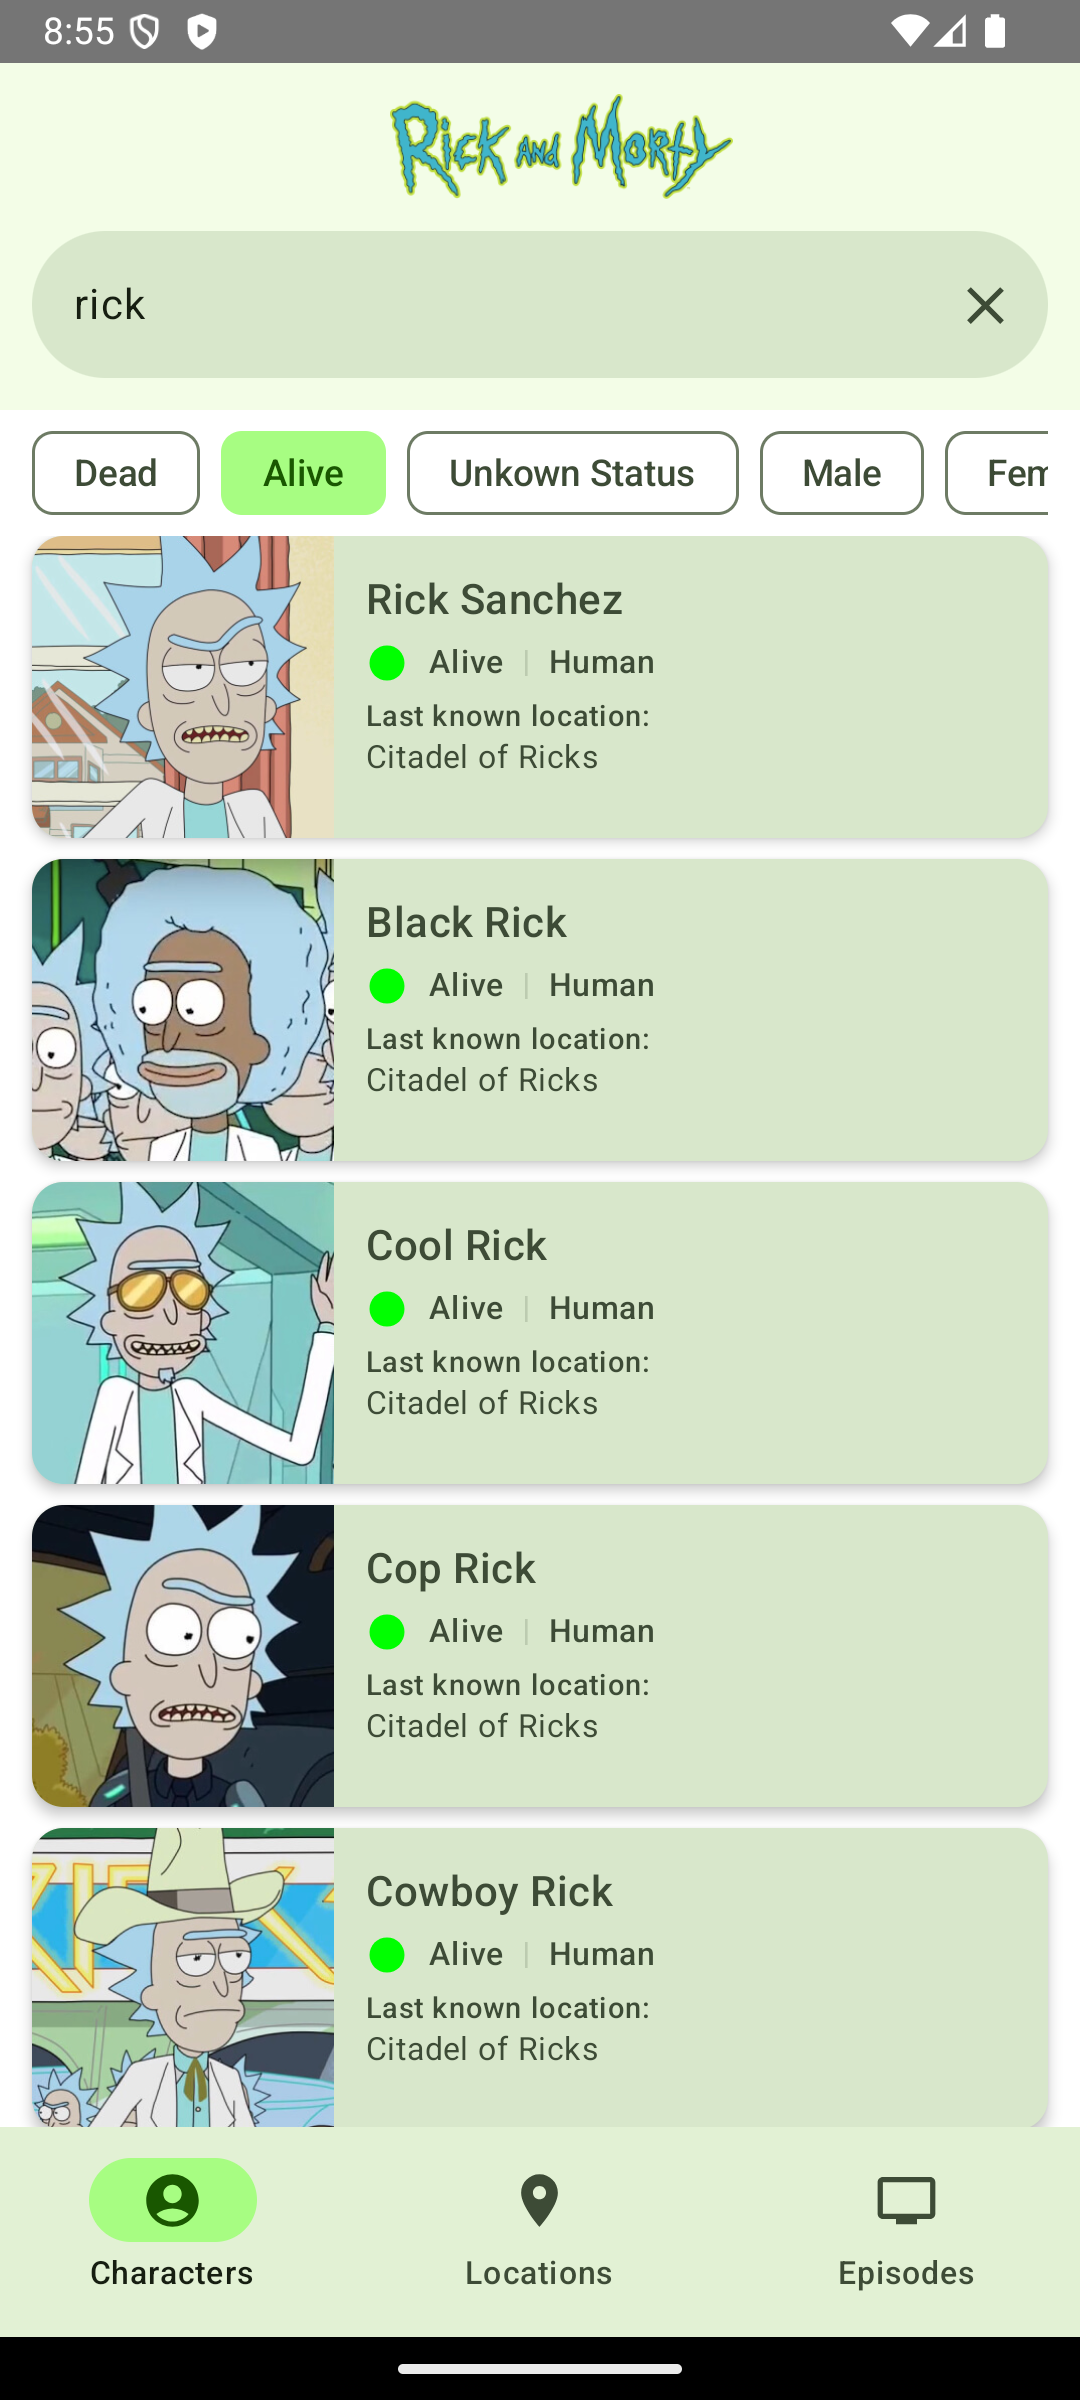 8:55
Rick and Morty
rick
Dead
Alive
Unkown Status
Male
Fem
Rick Sanchez
Alive | Human
Last known location:
Citadel of Ricks
Black Rick
Alive | Human
Last known location:
Citadel of Ricks
Cool Rick
Alive | Human
Last known location:
Citadel of Ricks
Cop Rick
Alive | Human
Last known location:
Citadel of Ricks
Cowboy Rick
Alive | Human
Last known location:
Citadel of Ricks
Characters
Locations
Episodes